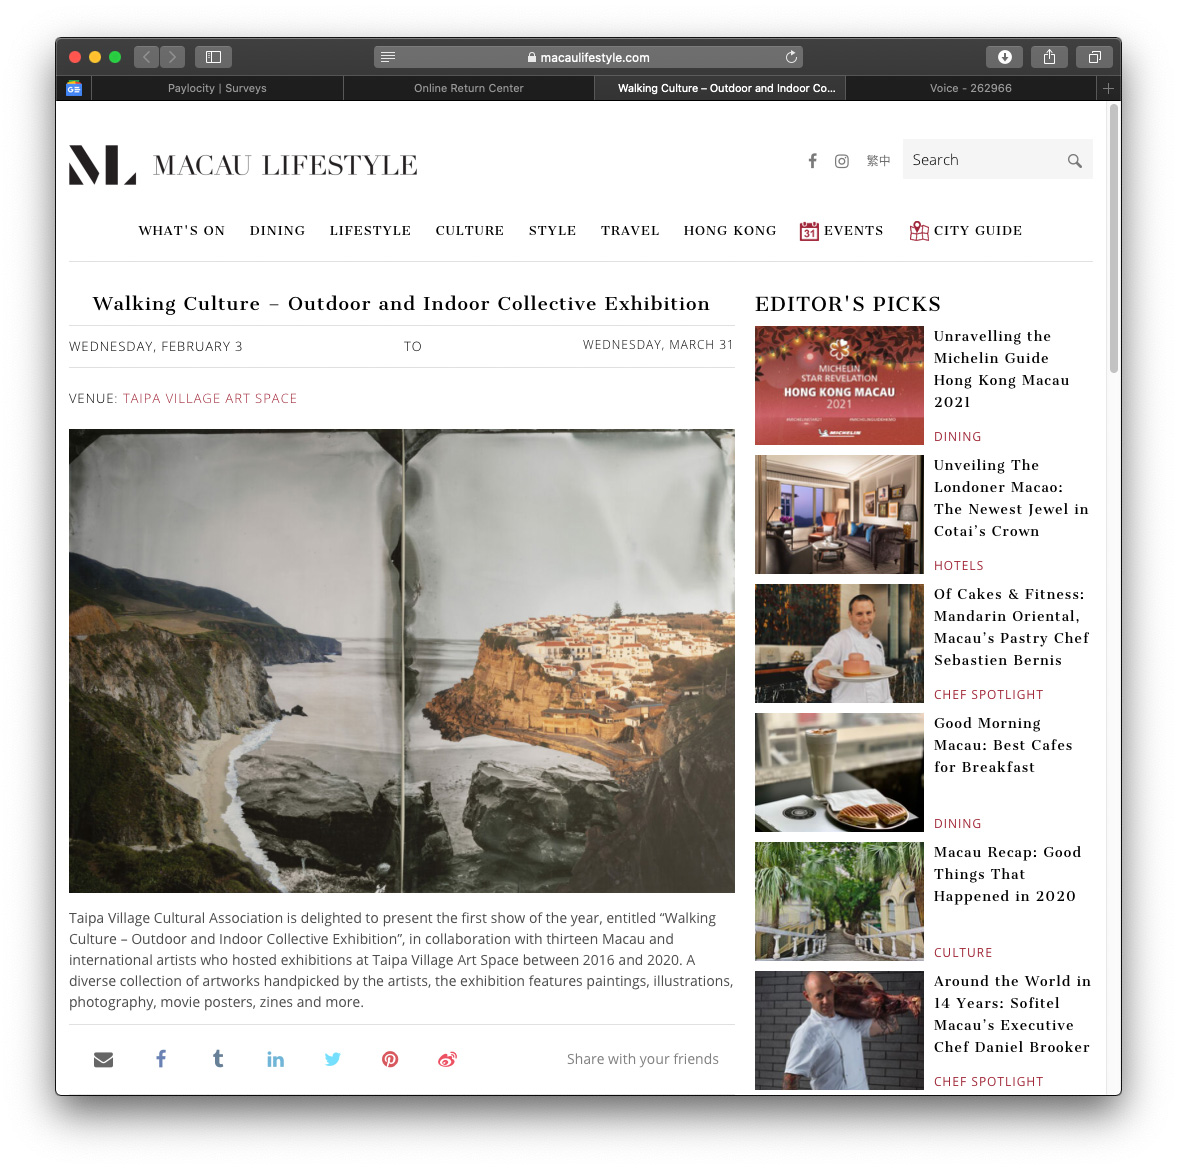 macaulifestyle.com
GE
Paylocity | Surveys
Online Return Center
Walking Culture – Outdoor and Indoor Co...
Voice - 262966
ML MACAU LIFESTYLE
繁中
Search
WHAT'S ON
DINING
LIFESTYLE
CULTURE
STYLE
TRAVEL
HONG KONG
31 EVENTS
CITY GUIDE
Walking Culture – Outdoor and Indoor Collective Exhibition
WEDNESDAY, FEBRUARY 3
TO
WEDNESDAY, MARCH 31
VENUE: TAIPA VILLAGE ART SPACE
Taipa Village Cultural Association is delighted to present the first show of the year, entitled “Walking
Culture – Outdoor and Indoor Collective Exhibition”, in collaboration with thirteen Macau and
international artists who hosted exhibitions at Taipa Village Art Space between 2016 and 2020. A
diverse collection of artworks handpicked by the artists, the exhibition features paintings, illustrations,
photography, movie posters, zines and more.
Share with your friends
EDITOR'S PICKS
MICHELIN
STAR REVELATION
HONG KONG MACAU
2021
MICHELIN
Unravelling the
Michelin Guide
Hong Kong Macau
2021
DINING
Unveiling The
Londoner Macao:
The Newest Jewel in
Cotai’s Crown
HOTELS
Of Cakes & Fitness:
Mandarin Oriental,
Macau’s Pastry Chef
Sebastien Bernis
CHEF SPOTLIGHT
Good Morning
Macau: Best Cafes
for Breakfast
DINING
Macau Recap: Good
Things That
Happened in 2020
CULTURE
Around the World in
14 Years: Sofitel
Macau’s Executive
Chef Daniel Brooker
CHEF SPOTLIGHT